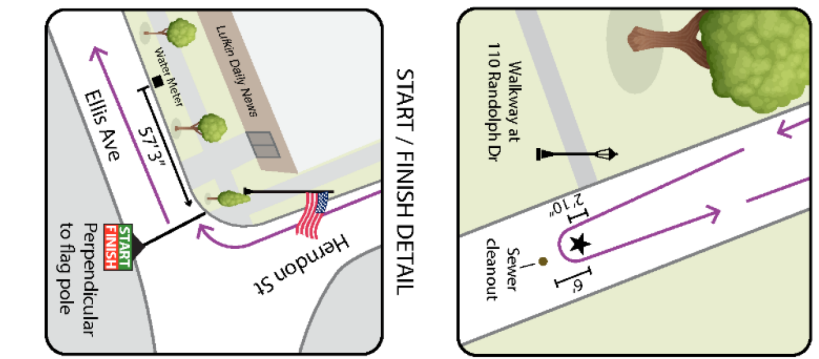 START / FINISH DETAIL
Lufkin Daily News
Water Meter
57'3"
Ellis Ave
Herndon St
START
FINISH
Perpendicular
to flag pole
Walkway at
110 Randolph Dr
2'10"
6'
Sewer
cleanout